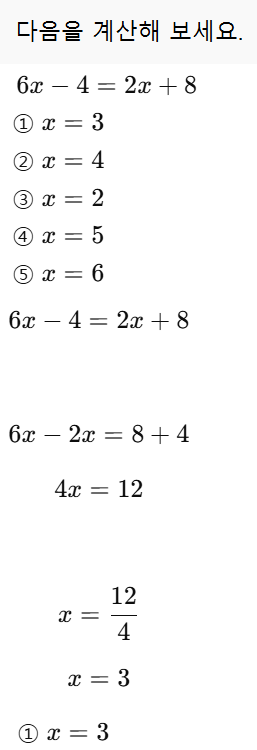 다음을 계산해 보세요.
6x − 4 = 2x + 8
① x = 3
② x = 4
③ x = 2
④ x = 5
⑤ x = 6
6x − 4 = 2x + 8
6x − 2x = 8 + 4
4x = 12
x = 12/4
x = 3
① x = 3